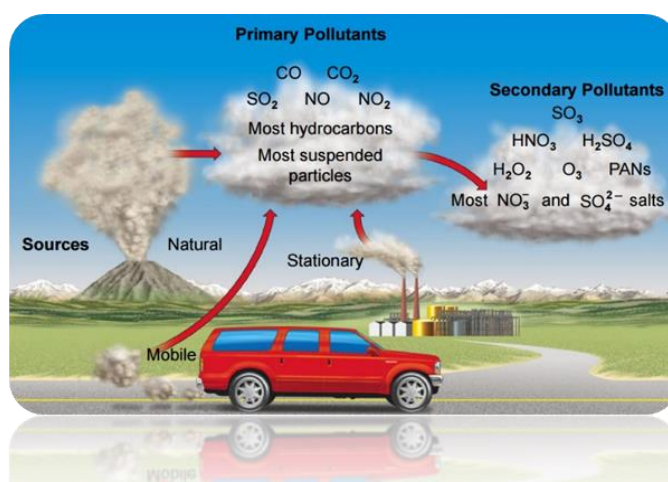 Primary Pollutants
CO CO₂
SO₂ NO NO₂
Most hydrocarbons
Most suspended
particles
Secondary Pollutants
SO₃
HNO₃ H₂SO₄
H₂O₂ O₃ PANs
Most NO₃⁻ and SO₄²⁻ salts
Sources
Natural
Stationary
Mobile
Mobile